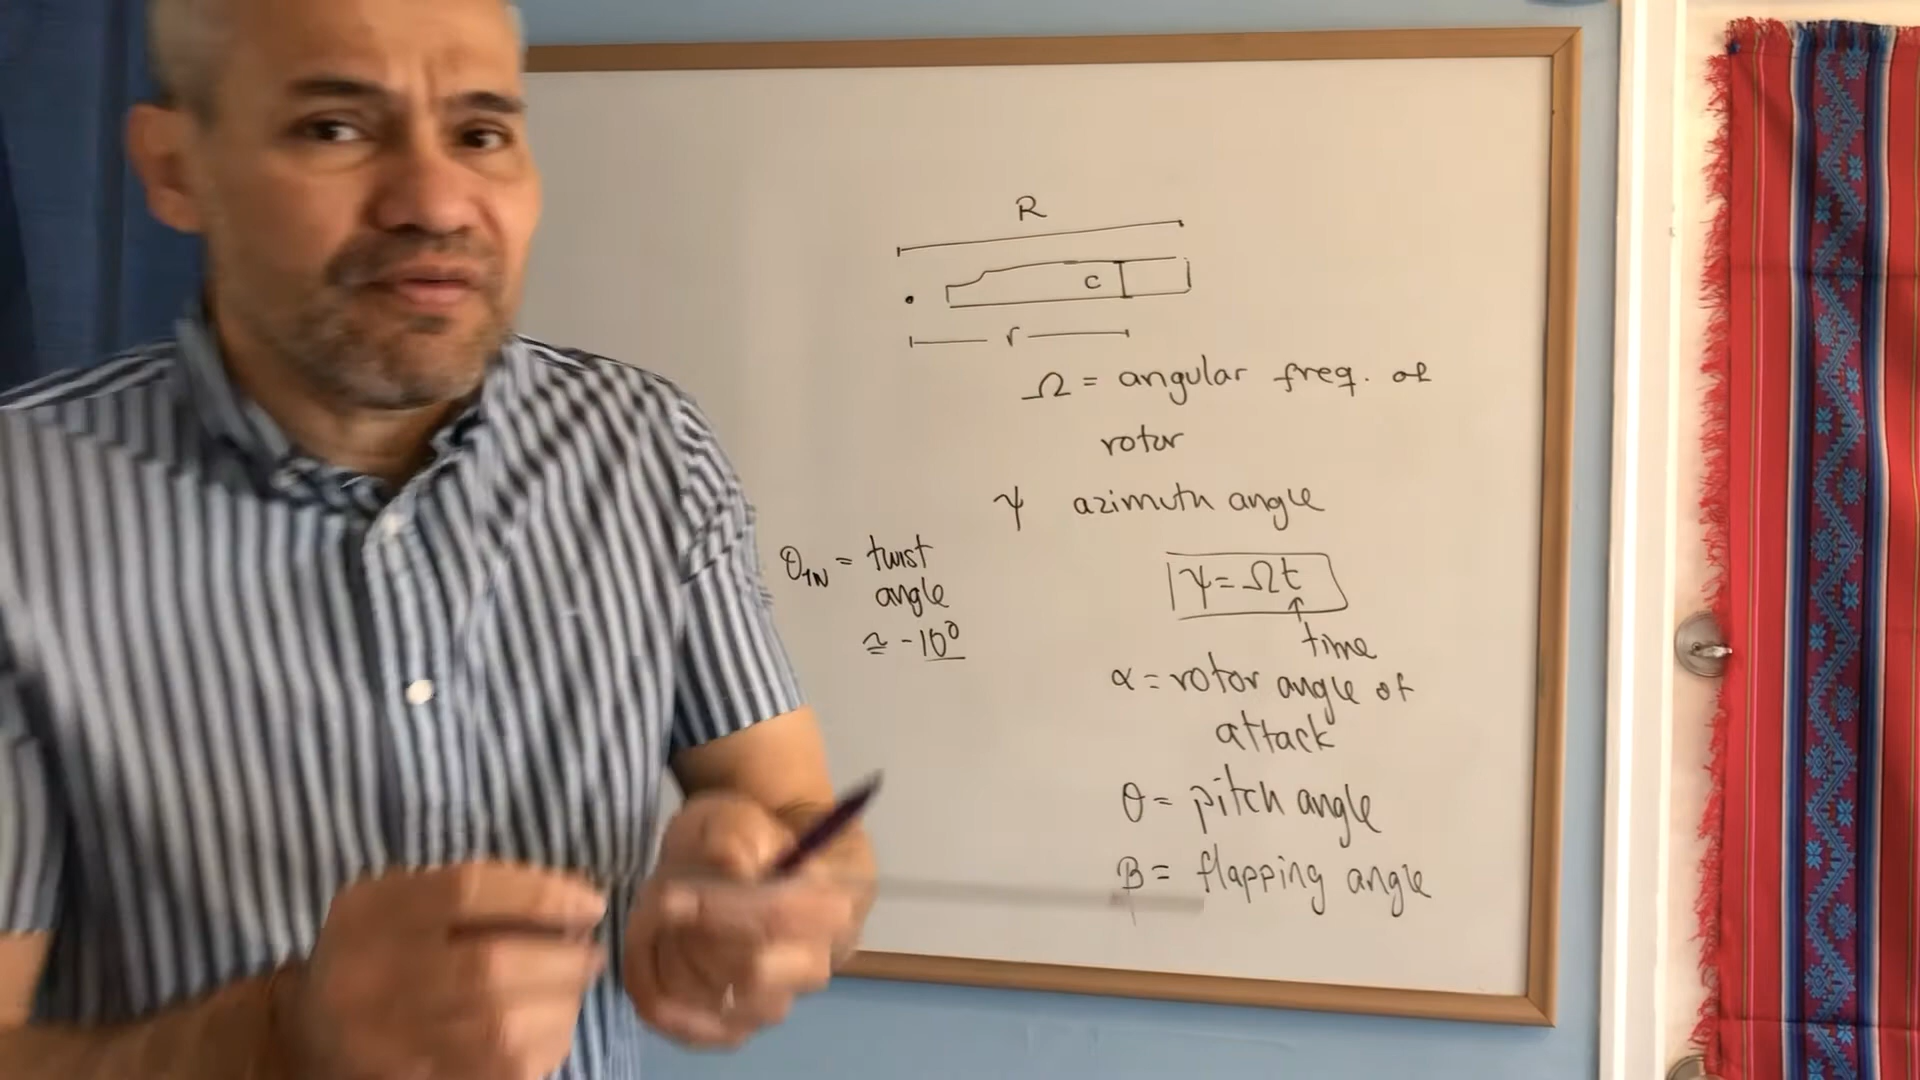 R
c
r
Ω = angular freq. of
rotor
ψ azimuth angle
θ₁N = twist
angle
≅ -10°
ψ = Ωt
time
α = rotor angle of
attack
θ = pitch angle
β = flapping angle